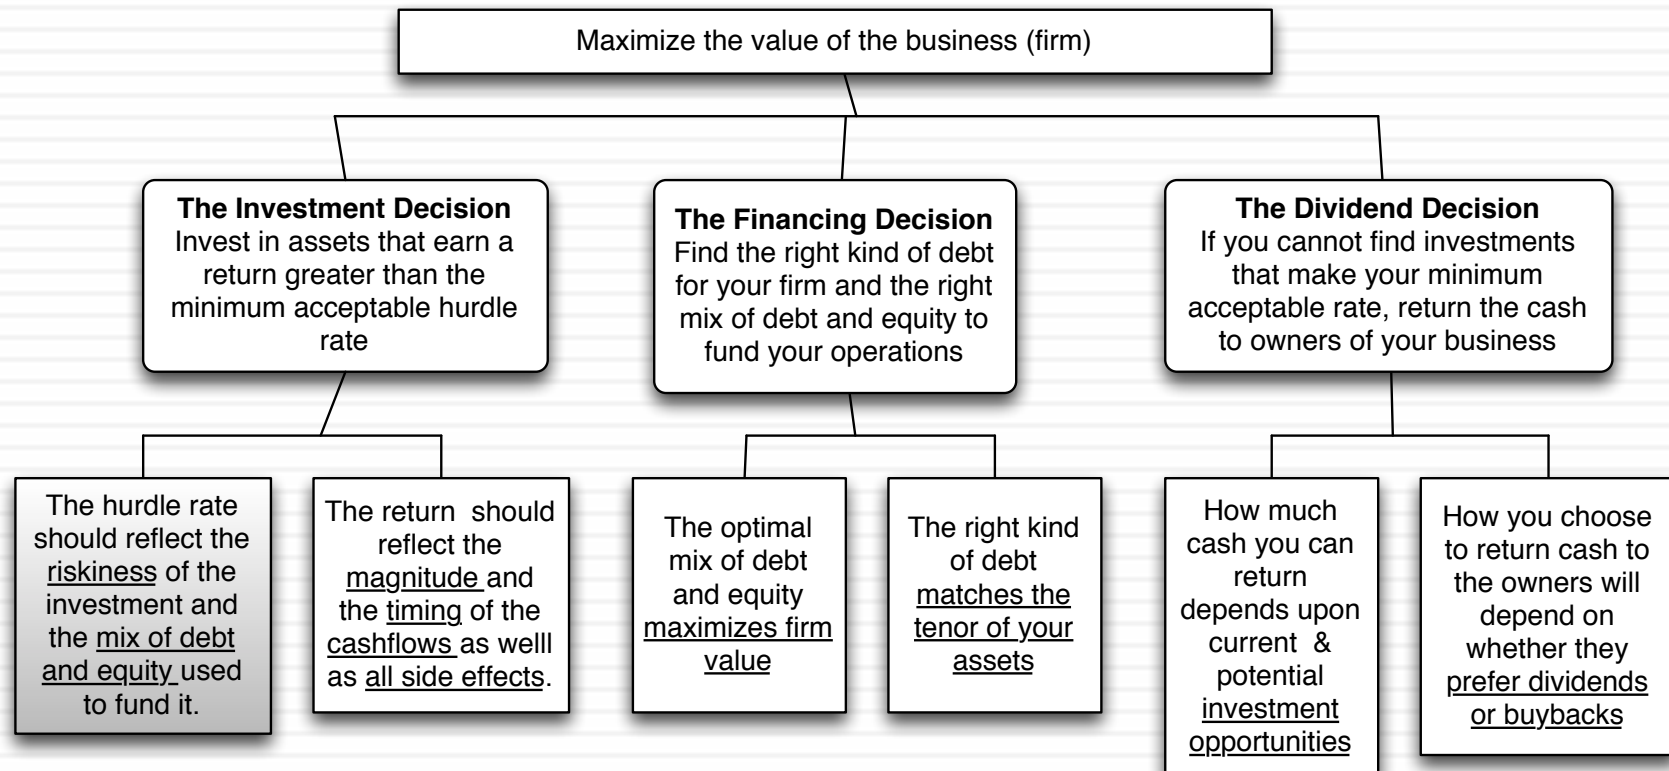 Maximize the value of the business (firm)
The Investment Decision
Invest in assets that earn a
return greater than the
minimum acceptable hurdle
rate
The Financing Decision
Find the right kind of debt
for your firm and the right
mix of debt and equity to
fund your operations
The Dividend Decision
If you cannot find investments
that make your minimum
acceptable rate, return the cash
to owners of your business
The hurdle rate
should reflect the
riskiness of the
investment and
the mix of debt
and equity used
to fund it.
The return should
reflect the
magnitude and
the timing of the
cashflows as welll
as all side effects.
The optimal
mix of debt
and equity
maximizes firm
value
The right kind
of debt
matches the
tenor of your
assets
How much
cash you can
return
depends upon
current &
potential
investment
opportunities
How you choose
to return cash to
the owners will
depend on
whether they
prefer dividends
or buybacks